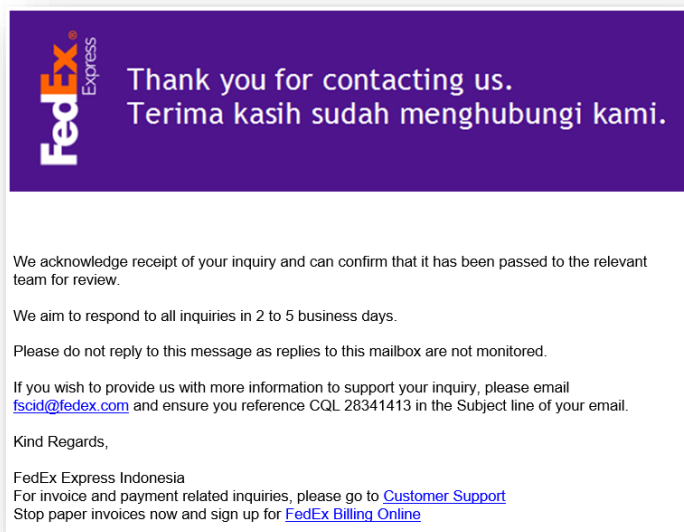 FedEx® Express
Thank you for contacting us.
Terima kasih sudah menghubungi kami.
We acknowledge receipt of your inquiry and can confirm that it has been passed to the relevant
team for review.
We aim to respond to all inquiries in 2 to 5 business days.
Please do not reply to this message as replies to this mailbox are not monitored.
If you wish to provide us with more information to support your inquiry, please email
fscid@fedex.com and ensure you reference CQL 28341413 in the Subject line of your email.
Kind Regards,
FedEx Express Indonesia
For invoice and payment related inquiries, please go to Customer Support
Stop paper invoices now and sign up for FedEx Billing Online